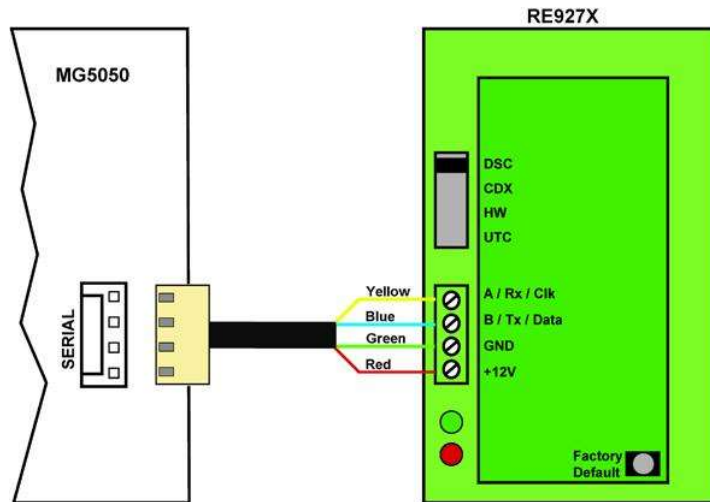 RE927X
MG5050
DSC
CDX
HW
UTC
SERIAL
Yellow
Blue
Green
Red
A / Rx / Clk
B / Tx / Data
GND
+12V
Factory
Default